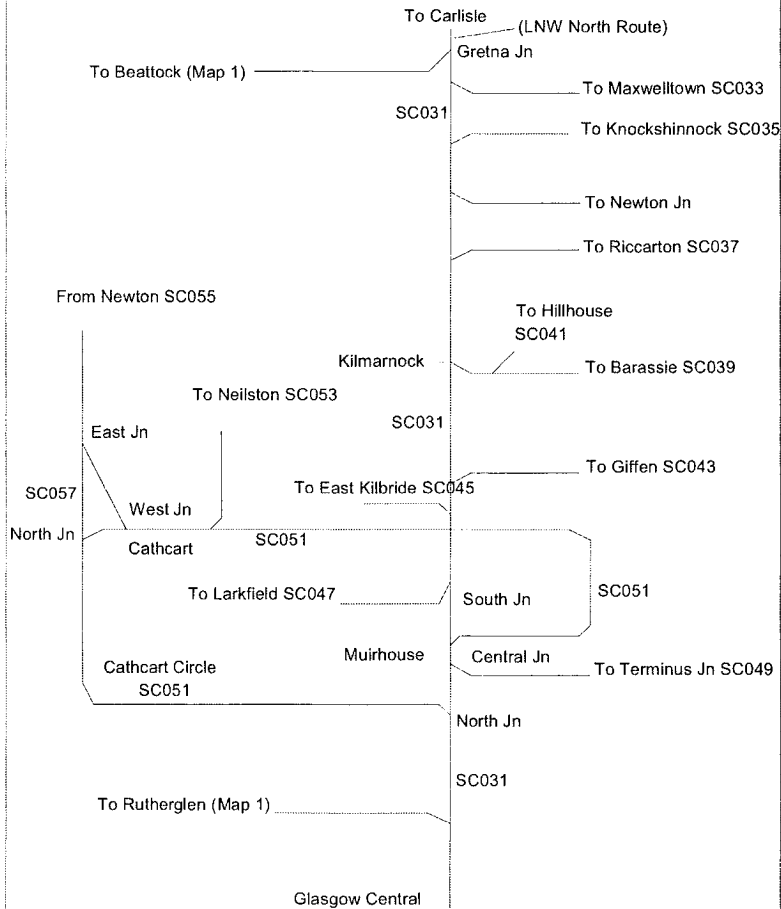 To Carlisle
(LNW North Route)
Gretna Jn
To Beattock (Map 1)
To Maxwelltown SC033
SC031
To Knockshinnock SC035
To Newton Jn
To Riccarton SC037
From Newton SC055
To Hillhouse
SC041
Kilmarnock
To Barassie SC039
To Neilston SC053
SC031
East Jn
To Giffen SC043
To East Kilbride SC045
SC057
West Jn
North Jn
SC051
Cathcart
To Larkfield SC047
South Jn
SC051
Muirhouse
Central Jn
Cathcart Circle
SC051
To Terminus Jn SC049
North Jn
SC031
To Rutherglen (Map 1)
Glasgow Central